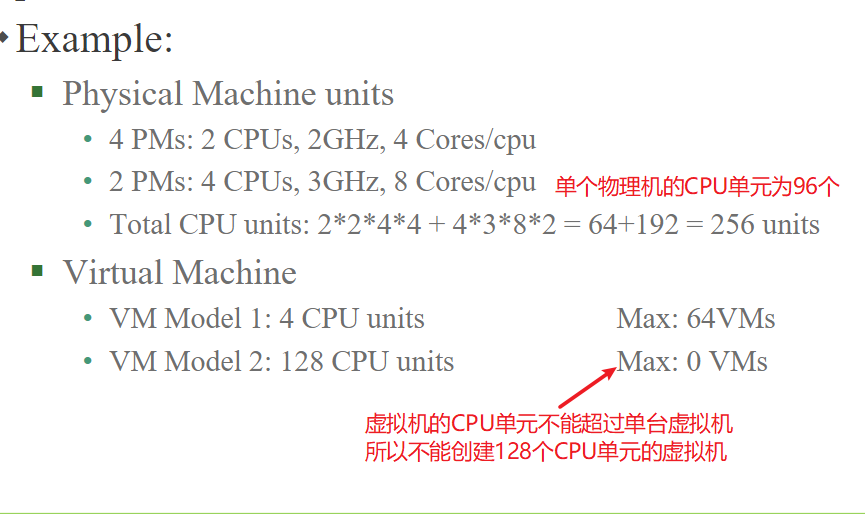 Example:
Physical Machine units
4 PMs: 2 CPUs, 2GHz, 4 Cores/cpu
2 PMs: 4 CPUs, 3GHz, 8 Cores/cpu 单个物理机的CPU单元为96个
Total CPU units: 2*2*4*4 + 4*3*8*2 = 64+192 = 256 units
Virtual Machine
VM Model 1: 4 CPU units Max: 64VMs
VM Model 2: 128 CPU units Max: 0 VMs
虚拟机的CPU单元不能超过单台虚拟机
所以不能创建128个CPU单元的虚拟机